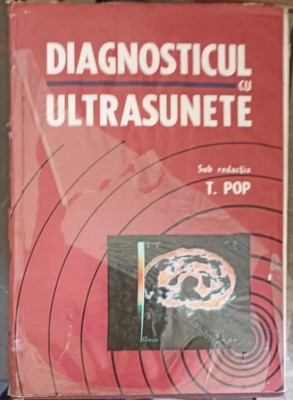 DIAGNOSTICUL
CU
ULTRASUNETE
Sub redacția
T. POP